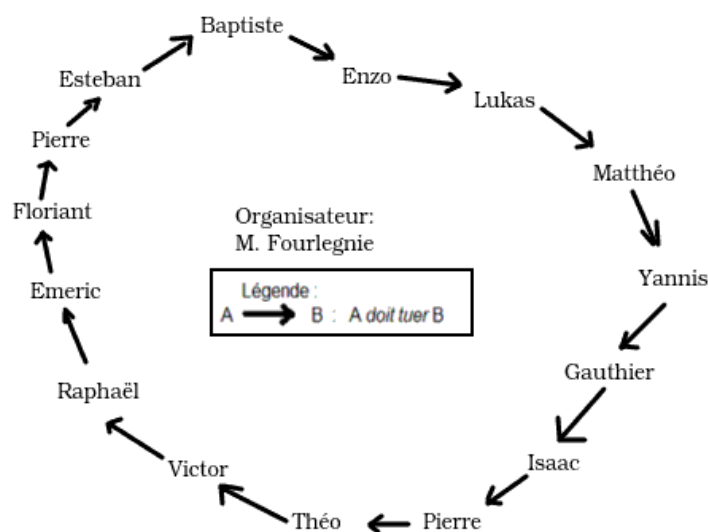 Baptiste
Enzo
Lukas
Matthéo
Yannis
Gauthier
Isaac
Pierre
Théo
Victor
Raphaël
Emeric
Floriant
Pierre
Esteban
Organisateur:
M. Fourlegnie
Légende :
A B : A doit tuer B